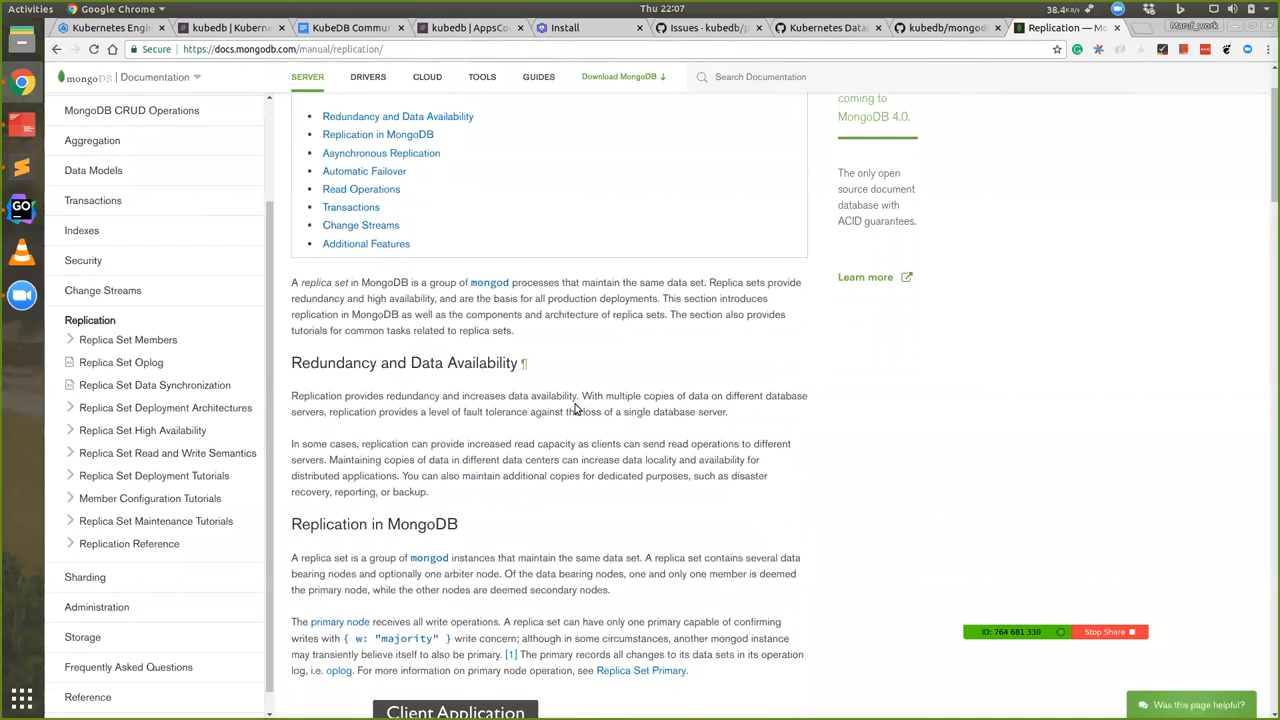 Activities
Google Chrome
Thu 22:07
38.4
Kubernetes Engin
kubedb | Kubern
KubeDB Commun
kubedb | AppsCo
Install
Issues · kubedb/p
Kubernetes Data
kubedb/mongod
Replication — Mo
Maruf_work
Secure
https://docs.mongodb.com/manual/replication/
mongoDB
Documentation
SERVER
DRIVERS
CLOUD
TOOLS
GUIDES
Download MongoDB
Search Documentation
MongoDB CRUD Operations
Aggregation
Data Models
Transactions
Indexes
Security
Change Streams
Replication
Replica Set Members
Replica Set Oplog
Replica Set Data Synchronization
Replica Set Deployment Architectures
Replica Set High Availability
Replica Set Read and Write Semantics
Replica Set Deployment Tutorials
Member Configuration Tutorials
Replica Set Maintenance Tutorials
Replication Reference
Sharding
Administration
Storage
Frequently Asked Questions
Reference
• Redundancy and Data Availability
• Replication in MongoDB
• Asynchronous Replication
• Automatic Failover
• Read Operations
• Transactions
• Change Streams
• Additional Features
A replica set in MongoDB is a group of mongod processes that maintain the same data set. Replica sets provide
redundancy and high availability, and are the basis for all production deployments. This section introduces
replication in MongoDB as well as the components and architecture of replica sets. The section also provides
tutorials for common tasks related to replica sets.
Redundancy and Data Availability ¶
Replication provides redundancy and increases data availability. With multiple copies of data on different database
servers, replication provides a level of fault tolerance against the loss of a single database server.
In some cases, replication can provide increased read capacity as clients can send read operations to different
servers. Maintaining copies of data in different data centers can increase data locality and availability for
distributed applications. You can also maintain additional copies for dedicated purposes, such as disaster
recovery, reporting, or backup.
Replication in MongoDB
A replica set is a group of mongod instances that maintain the same data set. A replica set contains several data
bearing nodes and optionally one arbiter node. Of the data bearing nodes, one and only one member is deemed
the primary node, while the other nodes are deemed secondary nodes.
The primary node receives all write operations. A replica set can have only one primary capable of confirming
writes with { w: "majority" } write concern; although in some circumstances, another mongod instance
may transiently believe itself to also be primary. [1] The primary records all changes to its data sets in its operation
log, i.e. oplog. For more information on primary node operation, see Replica Set Primary.
Client Application
coming to
MongoDB 4.0.
The only open
source document
database with
ACID guarantees.
Learn more
GO
ID: 764 681 330
Stop Share
Was this page helpful?